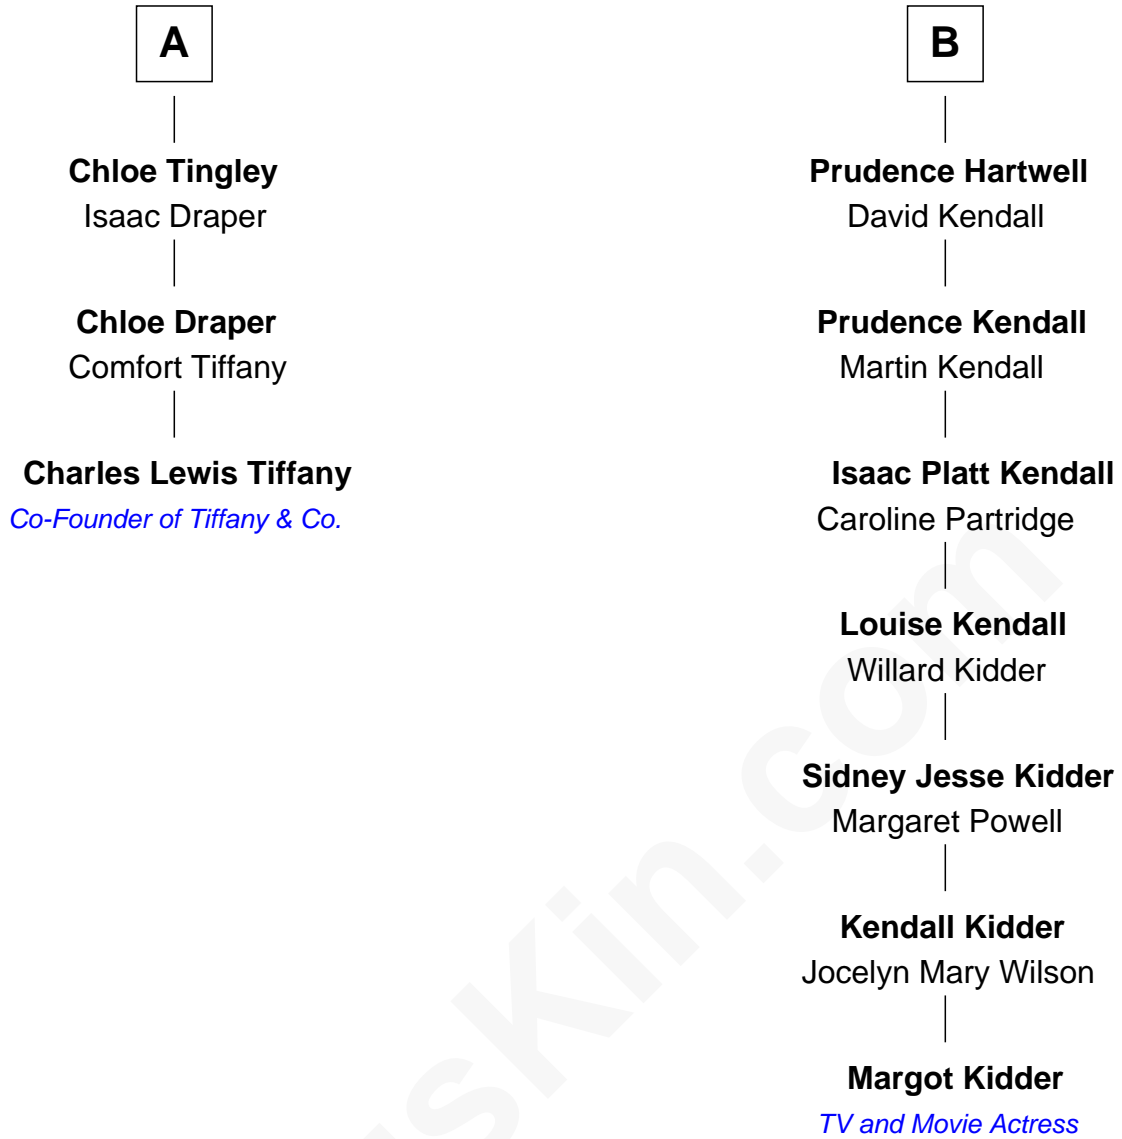 A
Chloe Tingley
Isaac Draper
Chloe Draper
Comfort Tiffany
Charles Lewis Tiffany
Co-Founder of Tiffany & Co.
B
Prudence Hartwell
David Kendall
Prudence Kendall
Martin Kendall
Isaac Platt Kendall
Caroline Partridge
Louise Kendall
Willard Kidder
Sidney Jesse Kidder
Margaret Powell
Kendall Kidder
Jocelyn Mary Wilson
Margot Kidder
TV and Movie Actress
sKin.com